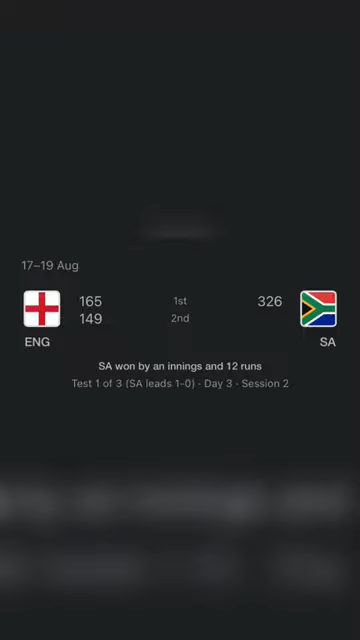 17–19 Aug
165 1st 326
149 2nd
ENG SA
SA won by an innings and 12 runs
Test 1 of 3 (SA leads 1-0) · Day 3 · Session 2